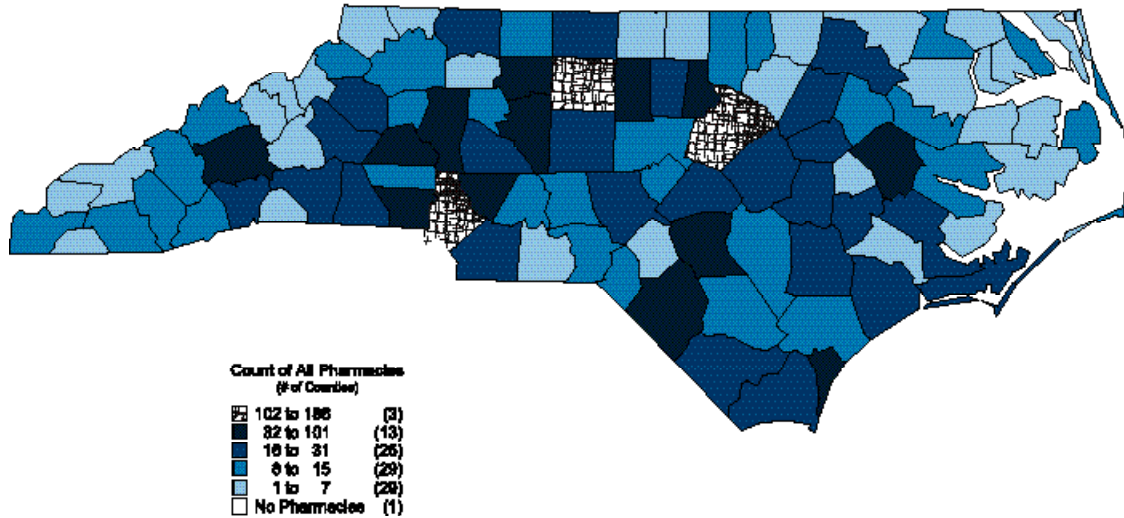 Count of All Pharmacies
(# of Counties)
102 to 186 (3)
32 to 101 (13)
16 to 31 (25)
8 to 15 (29)
1 to 7 (29)
No Pharmacies (1)